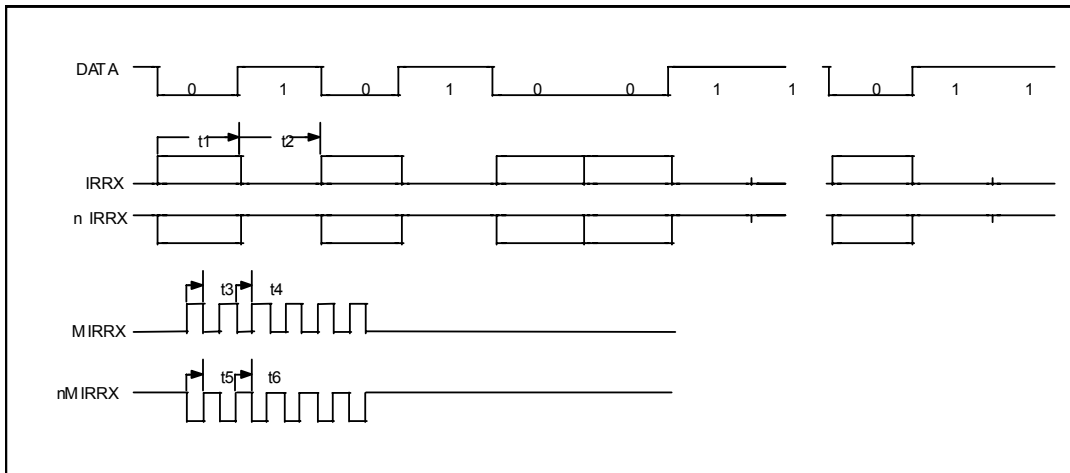 DATA
0 1 0 1 0 0 1 1 0 1 1
t1 t2
IRRX
n IRRX
t3 t4
MIRRX
t5 t6
nMIRRX